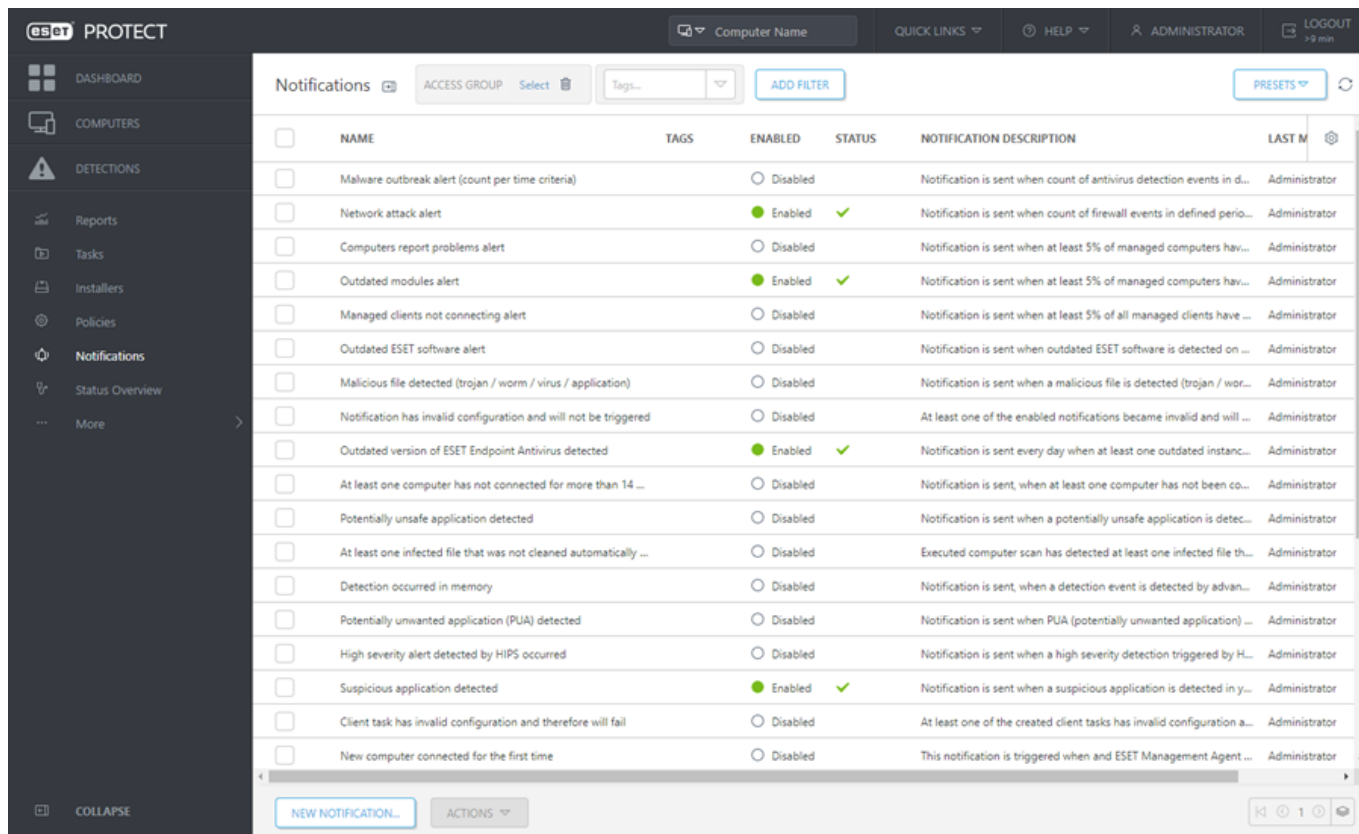 eset PROTECT
Computer Name
QUICK LINKS
HELP
ADMINISTRATOR
LOGOUT
>9 min
DASHBOARD
COMPUTERS
DETECTIONS
Reports
Tasks
Installers
Policies
Notifications
Status Overview
More
COLLAPSE
Notifications ACCESS GROUP Select Tags... ADD FILTER PRESETS
NAME TAGS ENABLED STATUS NOTIFICATION DESCRIPTION LAST M
Malware outbreak alert (count per time criteria) Disabled Notification is sent when count of antivirus detection events in d... Administrator
Network attack alert Enabled Notification is sent when count of firewall events in defined perio... Administrator
Computers report problems alert Disabled Notification is sent when at least 5% of managed computers hav... Administrator
Outdated modules alert Enabled Notification is sent when at least 5% of managed computers hav... Administrator
Managed clients not connecting alert Disabled Notification is sent when at least 5% of all managed clients have ... Administrator
Outdated ESET software alert Disabled Notification is sent when outdated ESET software is detected on ... Administrator
Malicious file detected (trojan / worm / virus / application) Disabled Notification is sent when a malicious file is detected (trojan / wor... Administrator
Notification has invalid configuration and will not be triggered Disabled At least one of the enabled notifications became invalid and will ... Administrator
Outdated version of ESET Endpoint Antivirus detected Enabled Notification is sent every day when at least one outdated instanc... Administrator
At least one computer has not connected for more than 14 ... Disabled Notification is sent, when at least one computer has not been co... Administrator
Potentially unsafe application detected Disabled Notification is sent when a potentially unsafe application is detec... Administrator
At least one infected file that was not cleaned automatically ... Disabled Executed computer scan has detected at least one infected file th... Administrator
Detection occurred in memory Disabled Notification is sent, when a detection event is detected by advan... Administrator
Potentially unwanted application (PUA) detected Disabled Notification is sent when PUA (potentially unwanted application) ... Administrator
High severity alert detected by HIPS occurred Disabled Notification is sent when a high severity detection triggered by H... Administrator
Suspicious application detected Enabled Notification is sent when a suspicious application is detected in y... Administrator
Client task has invalid configuration and therefore will fail Disabled At least one of the created client tasks has invalid configuration a... Administrator
New computer connected for the first time Disabled This notification is triggered when and ESET Management Agent ... Administrator
NEW NOTIFICATION... ACTIONS 1